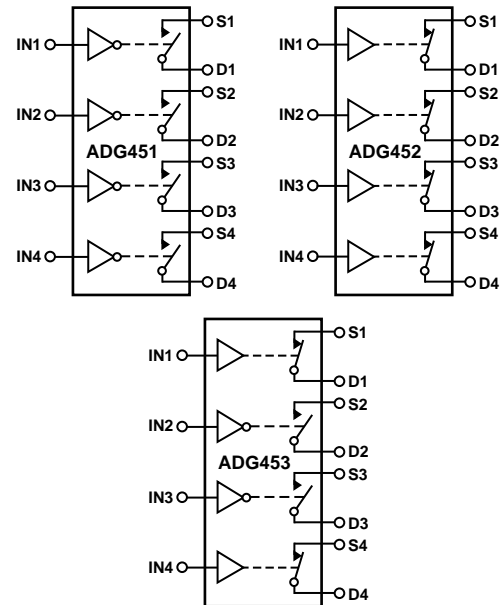 S1
IN1
D1
S2
IN2
D2
ADG451
S3
IN3
D3
S4
IN4
D4
S1
IN1
D1
S2
IN2
D2
ADG452
S3
IN3
D3
S4
IN4
D4
S1
IN1
D1
S2
IN2
D2
ADG453
S3
IN3
D3
S4
IN4
D4